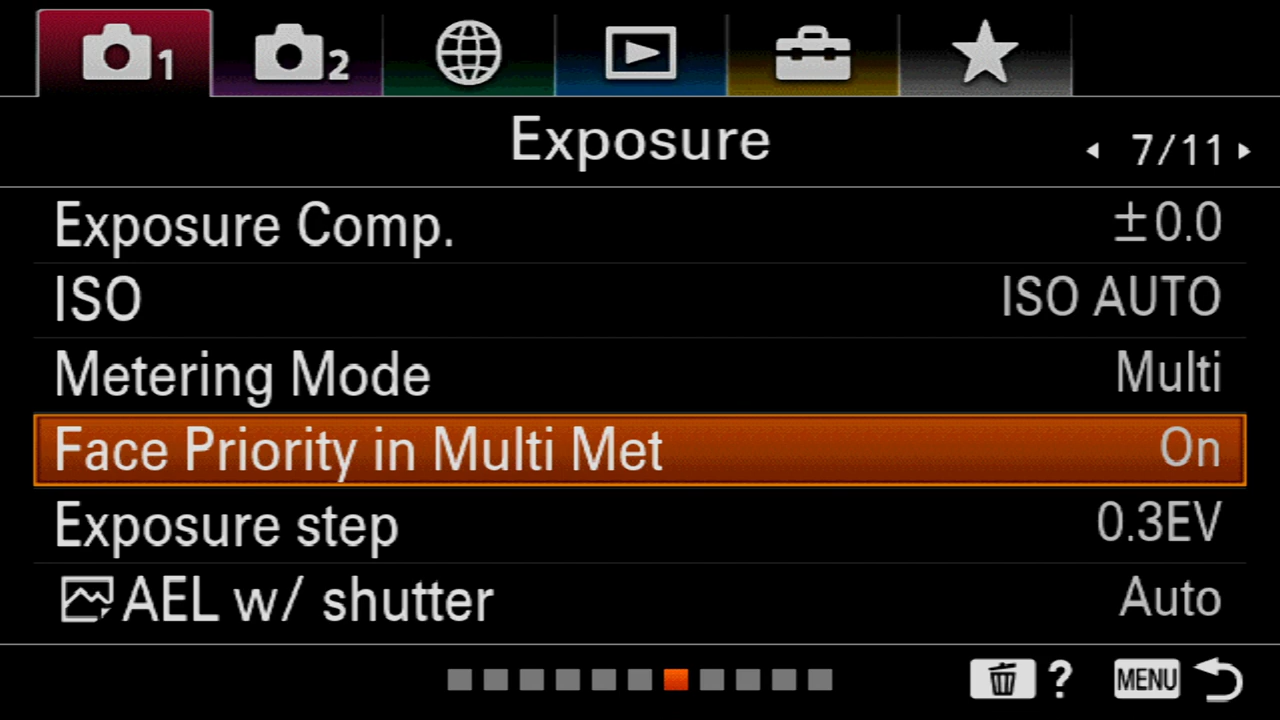 1 2
Exposure
7/11
Exposure Comp. ±0.0
ISO ISO AUTO
Metering Mode Multi
Face Priority in Multi Met On
Exposure step 0.3EV
AEL w/ shutter Auto
? MENU